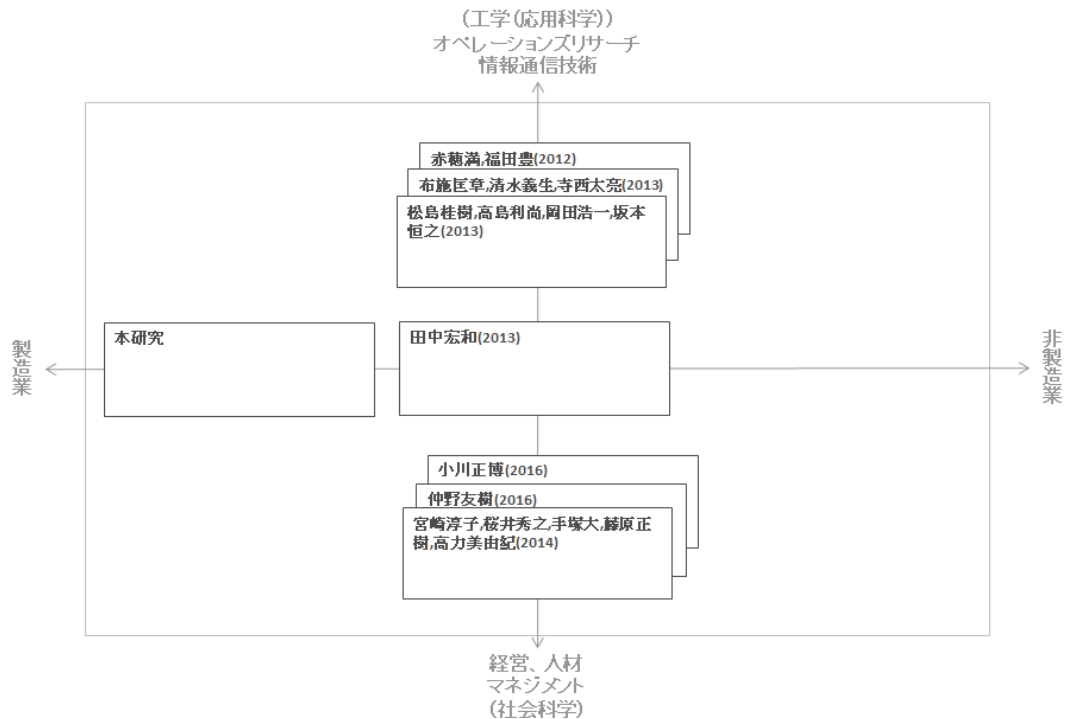 (工学(応用科学))
オペレーションズリサーチ
情報通信技術
赤穂満,福田豊(2012)
布施匡章,清水義生,寺西太亮(2013)
松島桂樹,高島利尚,岡田浩一,坂本
恒之(2013)
本研究
田中宏和(2013)
製造業
非製造業
小川正博(2016)
仲野友樹(2016)
宮崎淳子,桜井秀之,手塚大,藤原正
樹,高力美由紀(2014)
経営、人材
マネジメント
(社会科学)